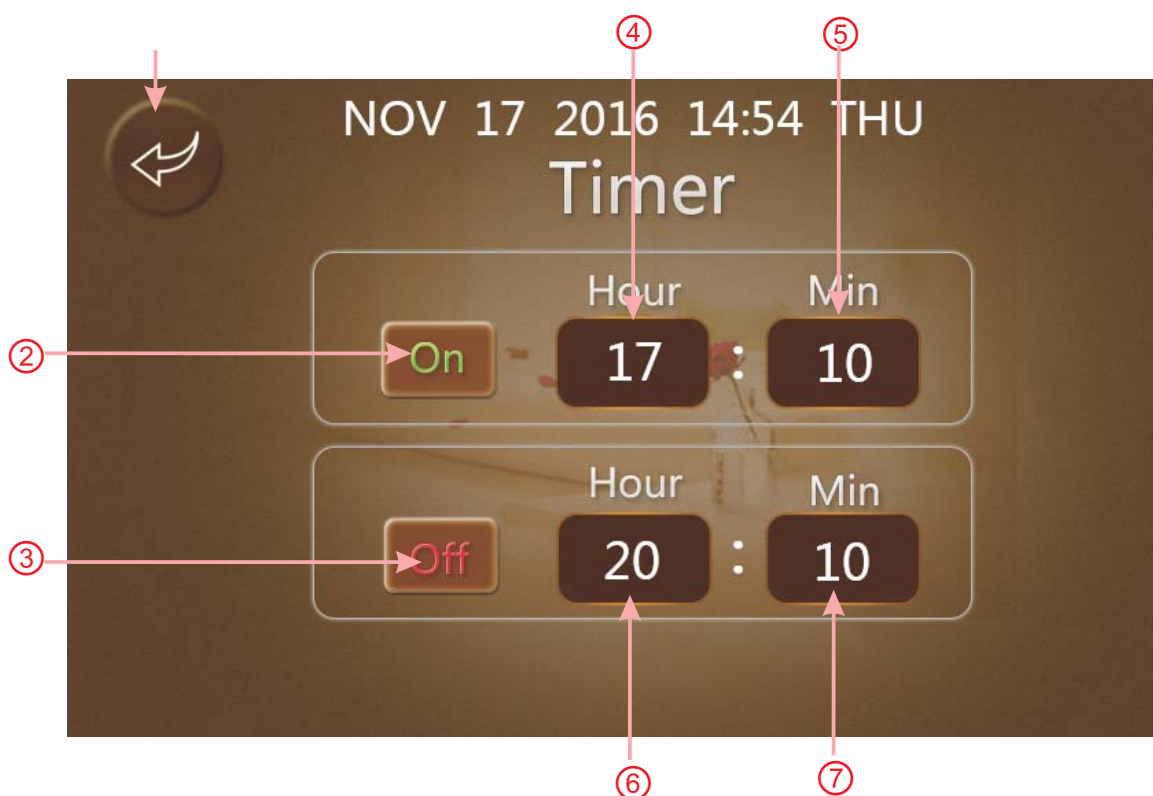 ④ ⑤
NOV 17 2016 14:54 THU
Timer
Hour Min
② On 17 : 10
Hour Min
③ Off 20 : 10
⑥ ⑦